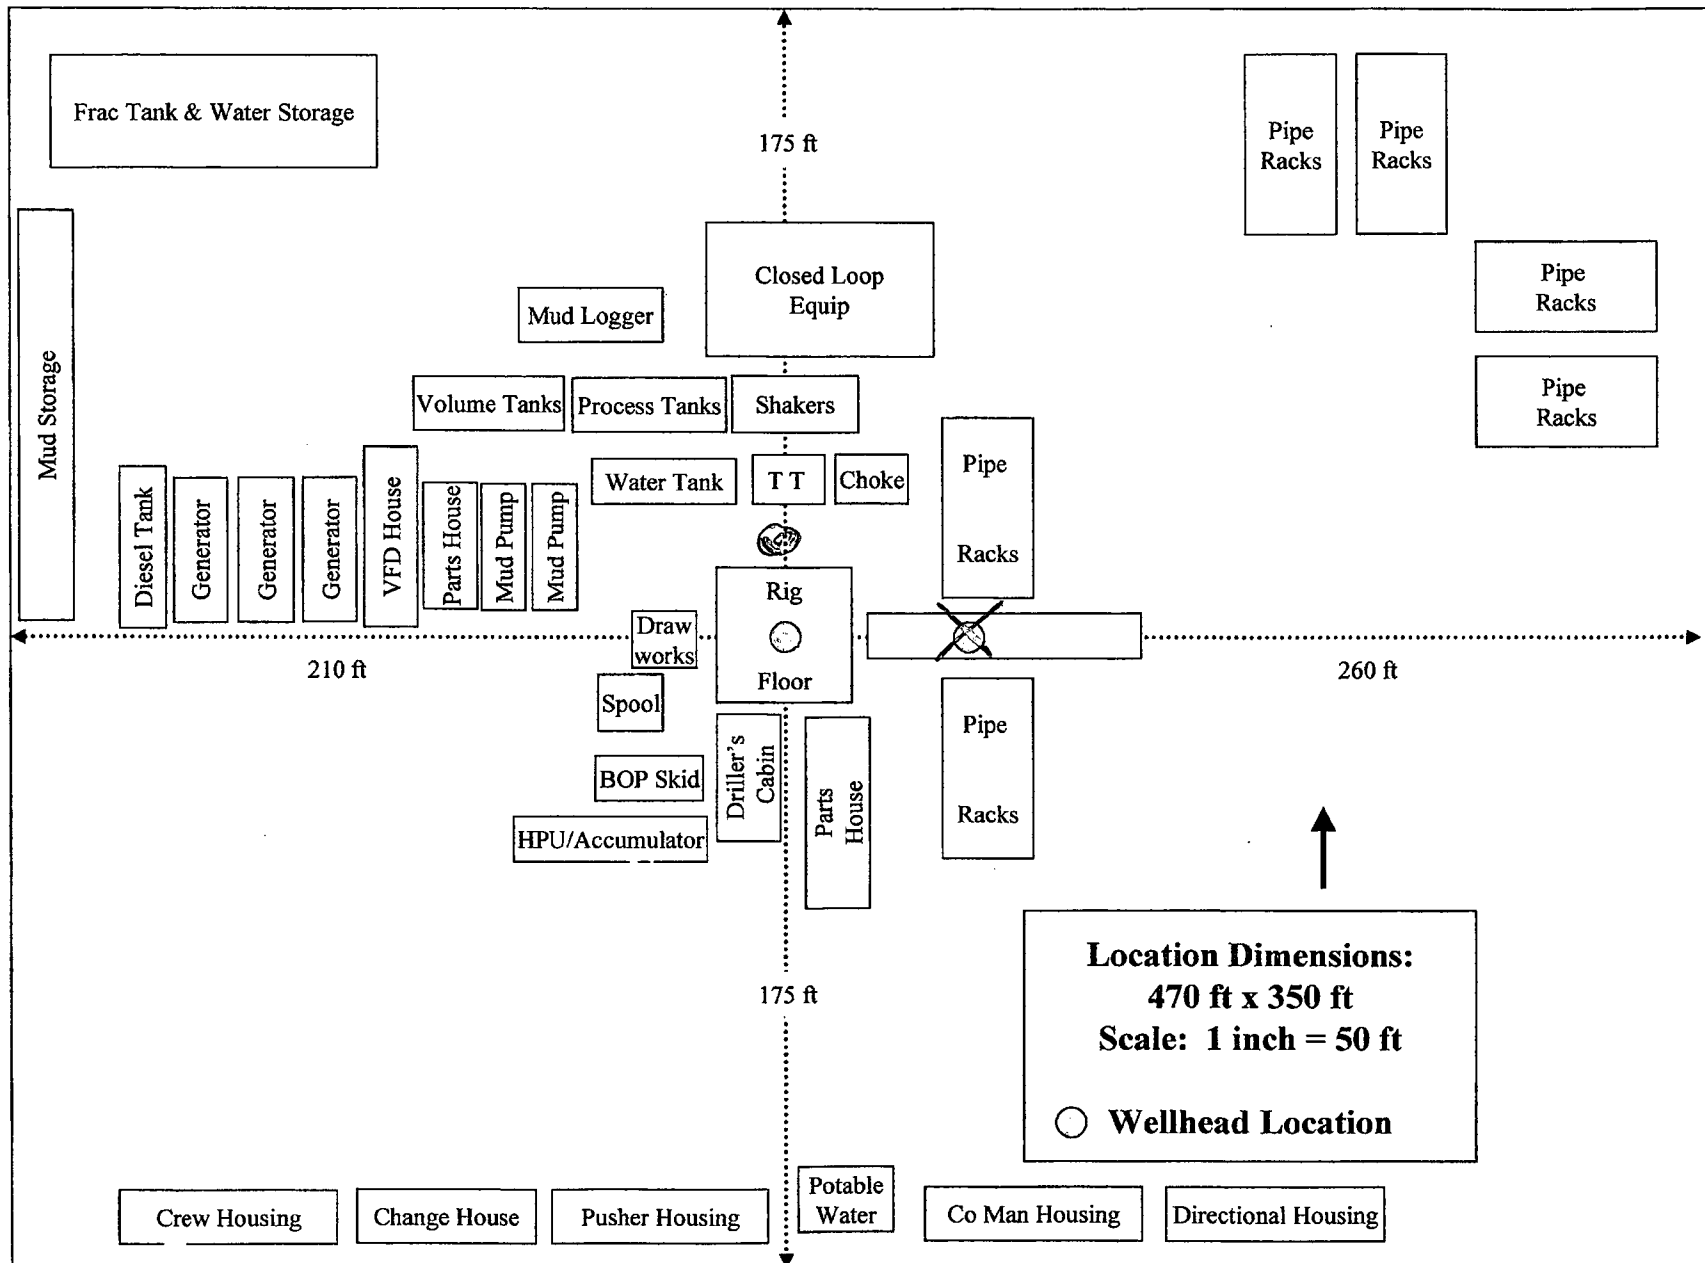 Frac Tank & Water Storage
175 ft
Pipe
Racks
Pipe
Racks
Pipe
Racks
Pipe
Racks
Closed Loop
Equip
Mud Logger
Mud Storage
Volume Tanks
Process Tanks
Shakers
Water Tank
T T
Choke
Pipe
Racks
Diesel Tank
Generator
Generator
Generator
VFD House
Parts House
Mud Pump
Mud Pump
Rig
Floor
Draw
works
210 ft
260 ft
Spool
BOP Skid
HPU/Accumulator
Driller's
Cabin
Parts
House
Pipe
Racks
175 ft
Location Dimensions:
470 ft x 350 ft
Scale: 1 inch = 50 ft
Wellhead Location
Crew Housing
Change House
Pusher Housing
Potable
Water
Co Man Housing
Directional Housing